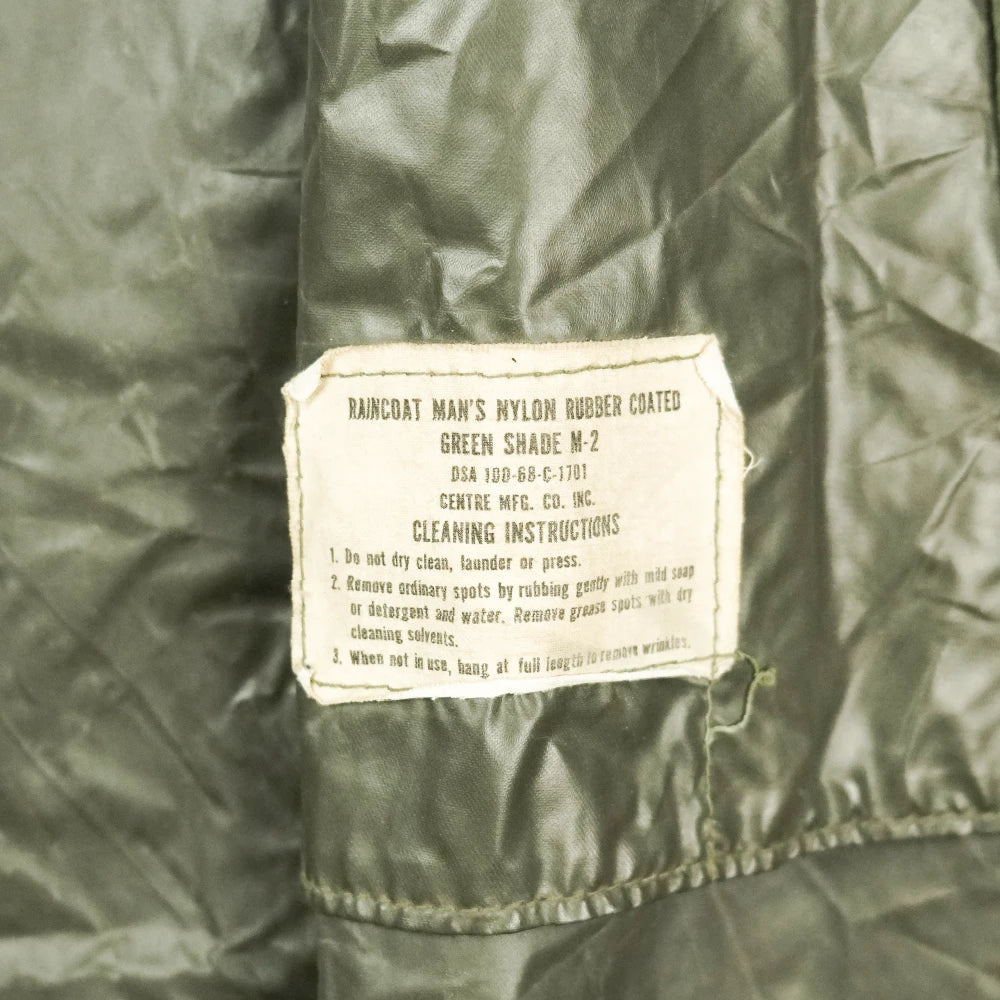 RAINCOAT MAN'S NYLON RUBBER COATED
GREEN SHADE M-2
DSA 100-68-C-1701
CENTRE MFG. CO. INC.
CLEANING INSTRUCTIONS
1. Do not dry clean, launder or press.
2. Remove ordinary spots by rubbing gently with mild soap
or detergent and water. Remove grease spots with dry
cleaning solvents.
3. When not in use, hang at full length to remove wrinkles.